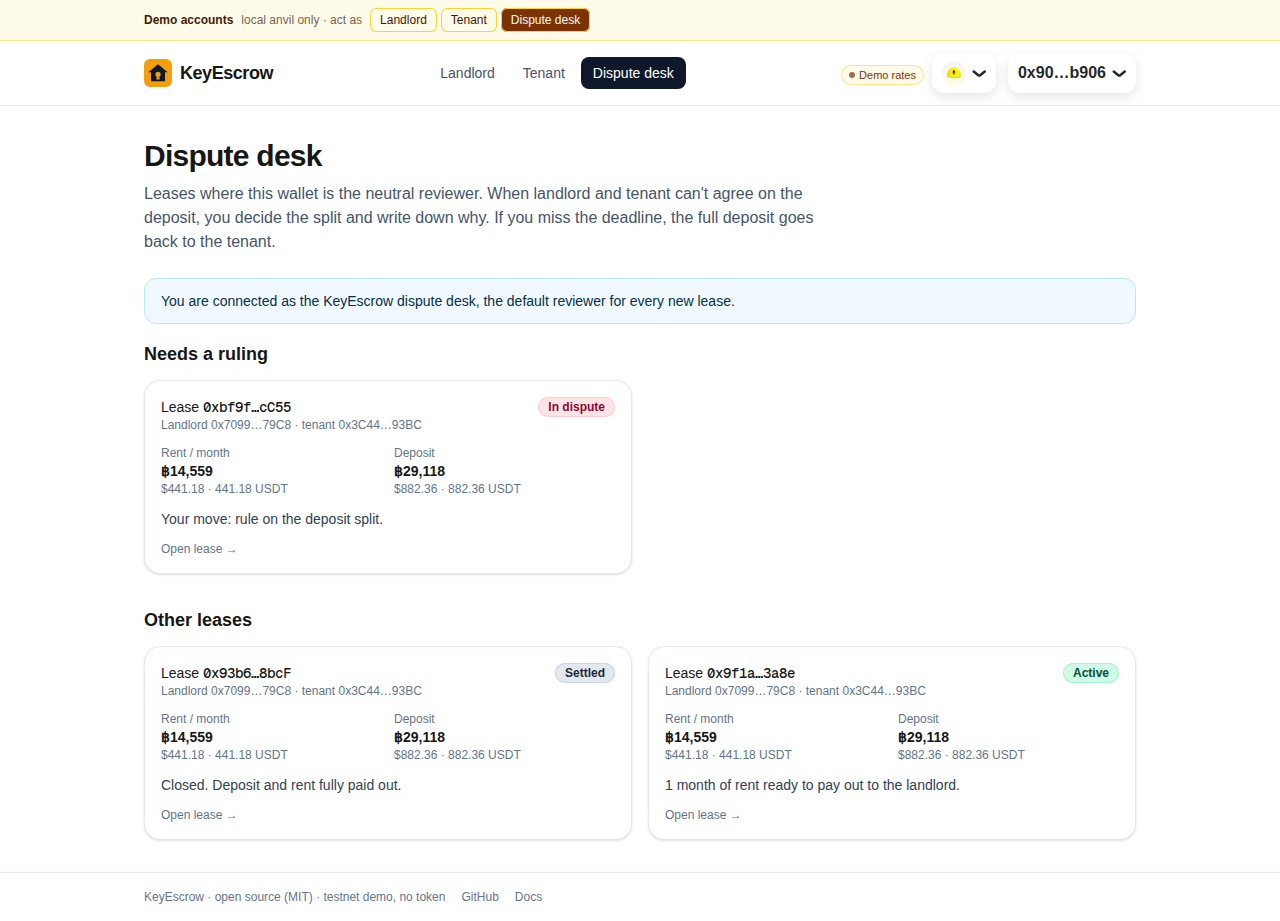 Demo accounts local anvil only · act as Landlord Tenant Dispute desk
KeyEscrow Landlord Tenant Dispute desk Demo rates 0x90…b906
Dispute desk
Leases where this wallet is the neutral reviewer. When landlord and tenant can't agree on the
deposit, you decide the split and write down why. If you miss the deadline, the full deposit goes
back to the tenant.
You are connected as the KeyEscrow dispute desk, the default reviewer for every new lease.
Needs a ruling
Lease 0xbf9f…cC55 In dispute
Landlord 0x7099…79C8 · tenant 0x3C44…93BC
Rent / month Deposit
฿14,559 ฿29,118
$441.18 · 441.18 USDT $882.36 · 882.36 USDT
Your move: rule on the deposit split.
Open lease →
Other leases
Lease 0x93b6…8bcF Settled
Landlord 0x7099…79C8 · tenant 0x3C44…93BC
Rent / month Deposit
฿14,559 ฿29,118
$441.18 · 441.18 USDT $882.36 · 882.36 USDT
Closed. Deposit and rent fully paid out.
Open lease →
Lease 0x9f1a…3a8e Active
Landlord 0x7099…79C8 · tenant 0x3C44…93BC
Rent / month Deposit
฿14,559 ฿29,118
$441.18 · 441.18 USDT $882.36 · 882.36 USDT
1 month of rent ready to pay out to the landlord.
Open lease →
KeyEscrow · open source (MIT) · testnet demo, no token GitHub Docs